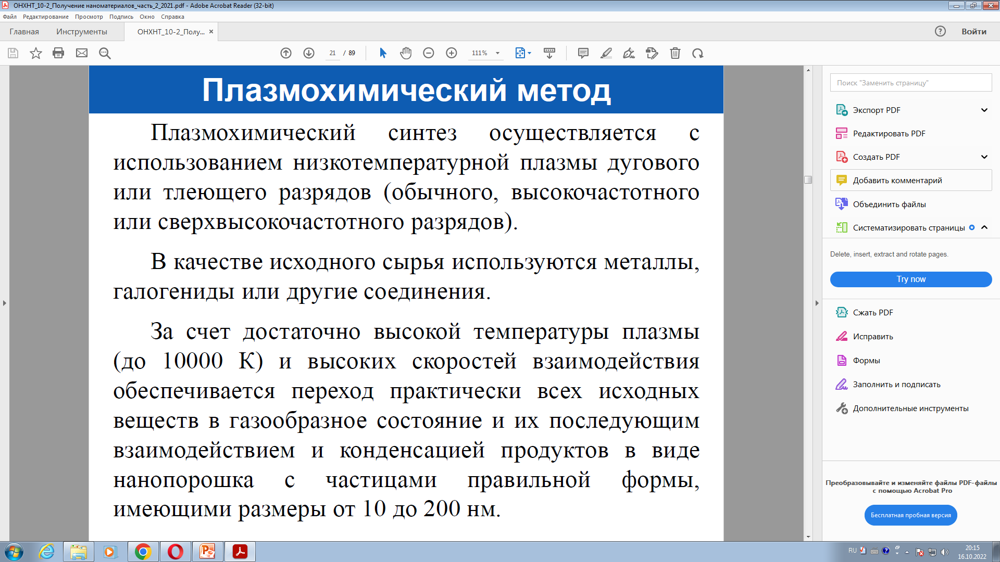 ОНХНТ_10-2_Получение наноматериалов_часть_2_2021.pdf - Adobe Acrobat Reader (32-bit)
Файл Редактирование Просмотр Подпись Окно Справка
Главная Инструменты ОНХНТ_10-2_Полу... × Войти
21 / 89 111%
Плазмохимический метод
Плазмохимический синтез осуществляется с
использованием низкотемпературной плазмы дугового
или тлеющего разрядов (обычного, высокочастотного
или сверхвысокочастотного разрядов).
В качестве исходного сырья используются металлы,
галогениды или другие соединения.
За счет достаточно высокой температуры плазмы
(до 10000 К) и высоких скоростей взаимодействия
обеспечивается переход практически всех исходных
веществ в газообразное состояние и их последующим
взаимодействием и конденсацией продуктов в виде
нанопорошка с частицами правильной формы,
имеющими размеры от 10 до 200 нм.
Поиск "Заменить страницу"
Экспорт PDF
Редактировать PDF
Создать PDF
Добавить комментарий
Объединить файлы
Систематизировать страницы
Delete, insert, extract and rotate pages.
Try now
Сжать PDF
Исправить
Формы
Заполнить и подписать
Дополнительные инструменты
Преобразовывайте и изменяйте файлы PDF-файлы
с помощью Acrobat Pro
Бесплатная пробная версия
RU
20:15
16.10.2022